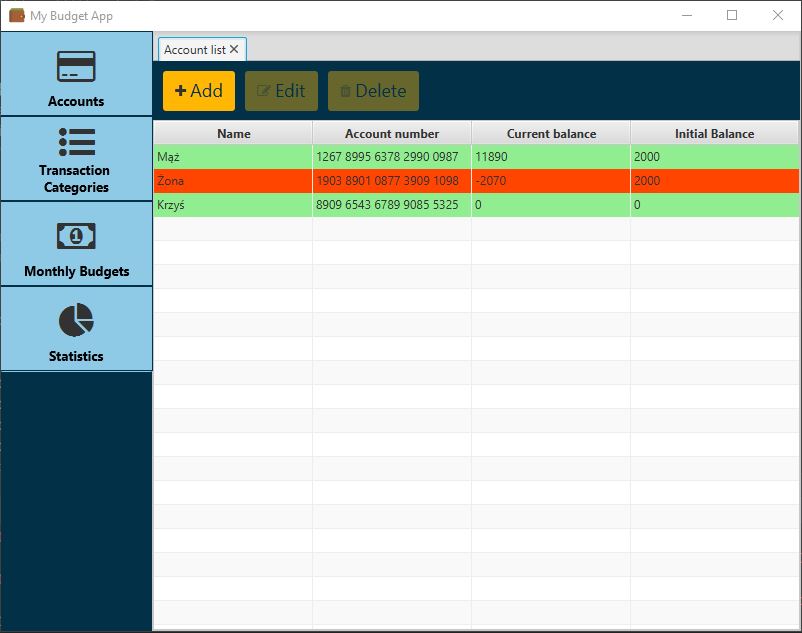 My Budget App
Accounts
Transaction
Categories
Monthly Budgets
Statistics
Account list
Add Edit Delete
Name Account number Current balance Initial Balance
Mąż 1267 8995 6378 2990 0987 11890 2000
Żona 1903 8901 0877 3909 1098 -2070 2000
Krzyś 8909 6543 6789 9085 5325 0 0